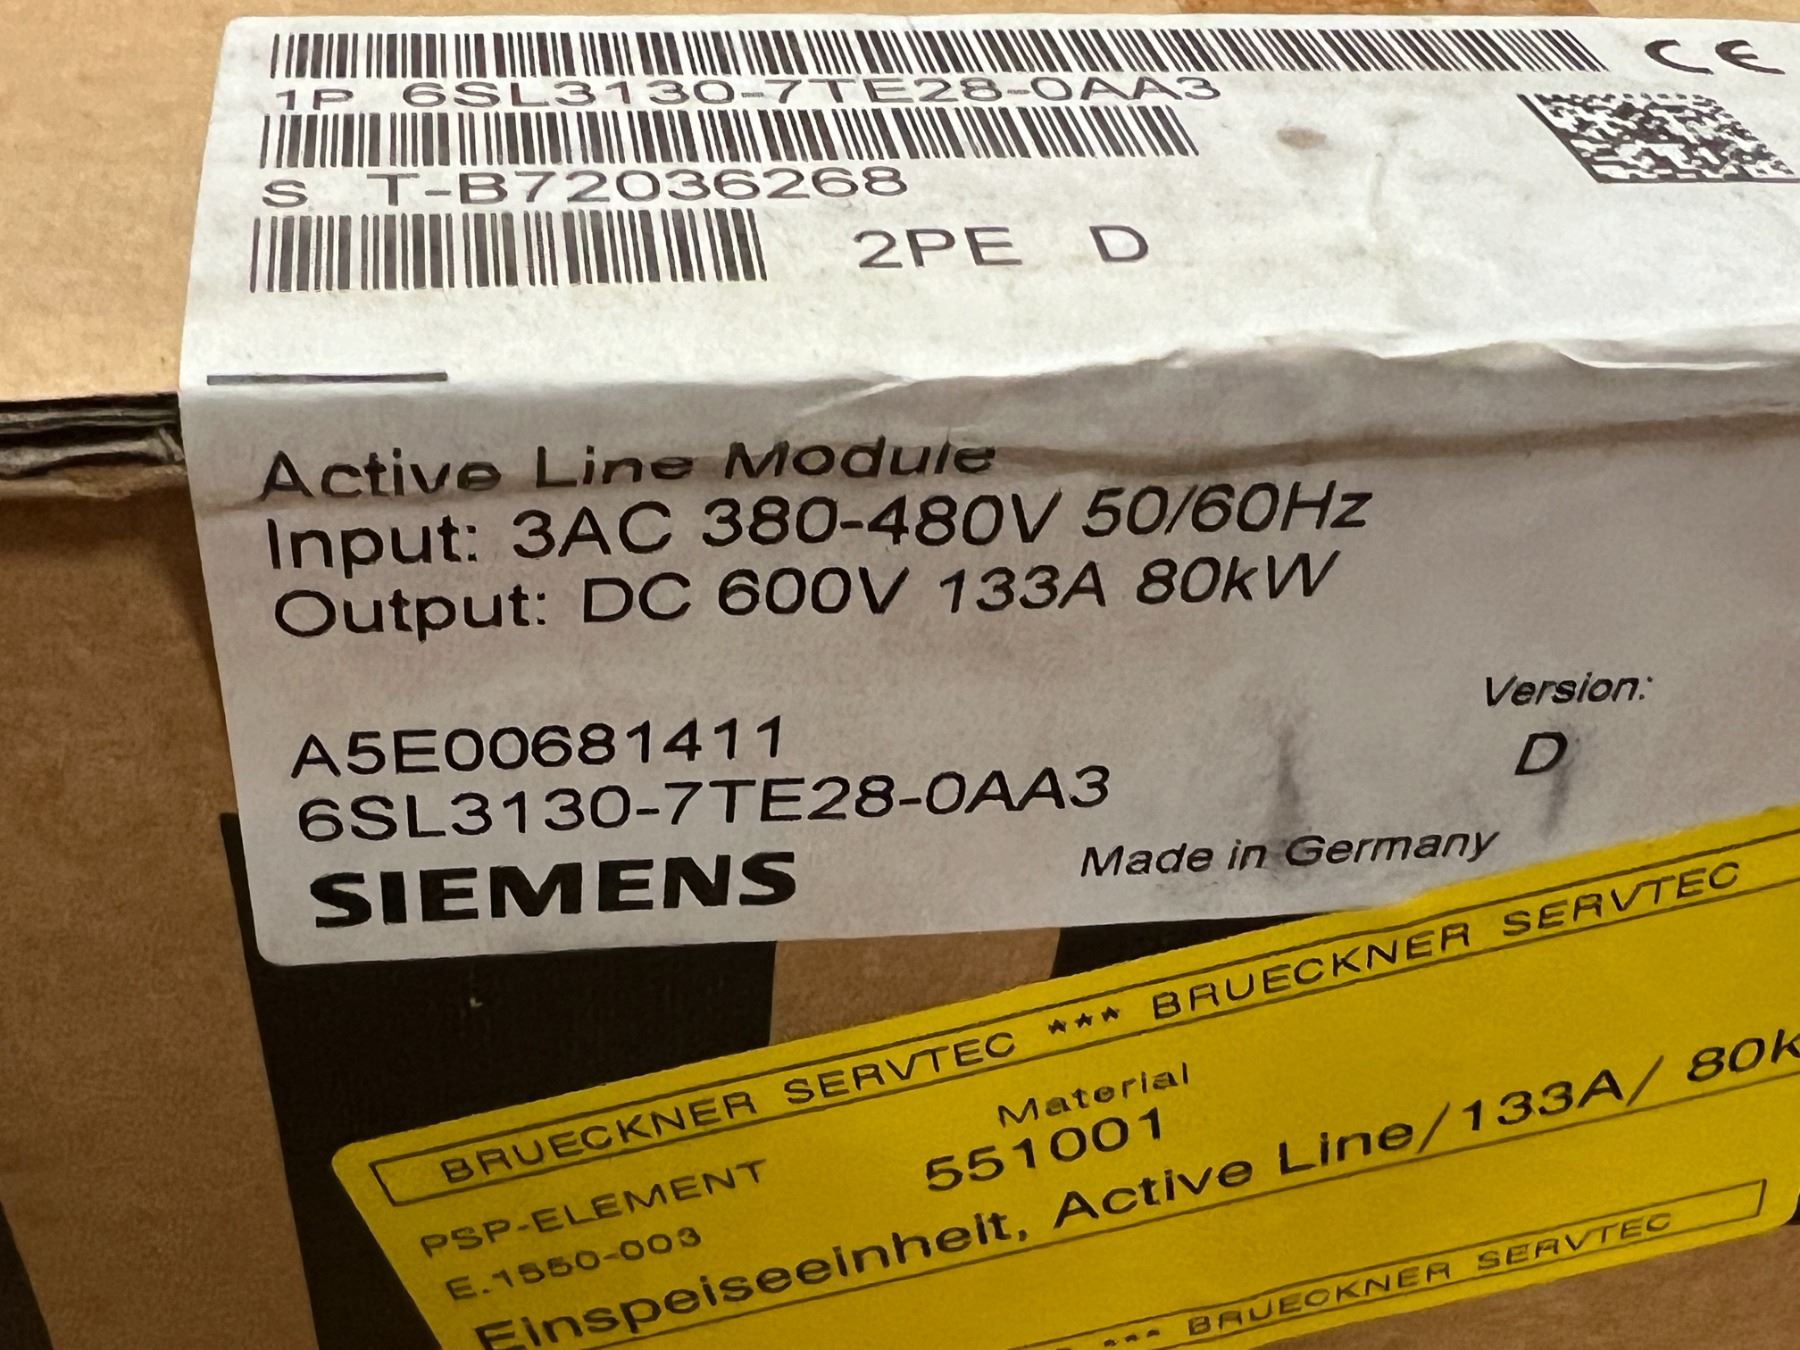 CE
1P 6SL3130-7TE28-0AA3
S T-B72036268
2PE D
Active Line Module
Input: 3AC 380-480V 50/60Hz
Output: DC 600V 133A 80kW
A5E00681411
6SL3130-7TE28-0AA3
SIEMENS
Version:
D
Made in Germany
BRUECKNER SERVTEC *** BRUECKNER SERVTEC
PSP-ELEMENT
Material
E.1550-003
551001
Einspeiseeinheit, Active Line/133A/ 80k
*** BRUECKNER SERVTEC